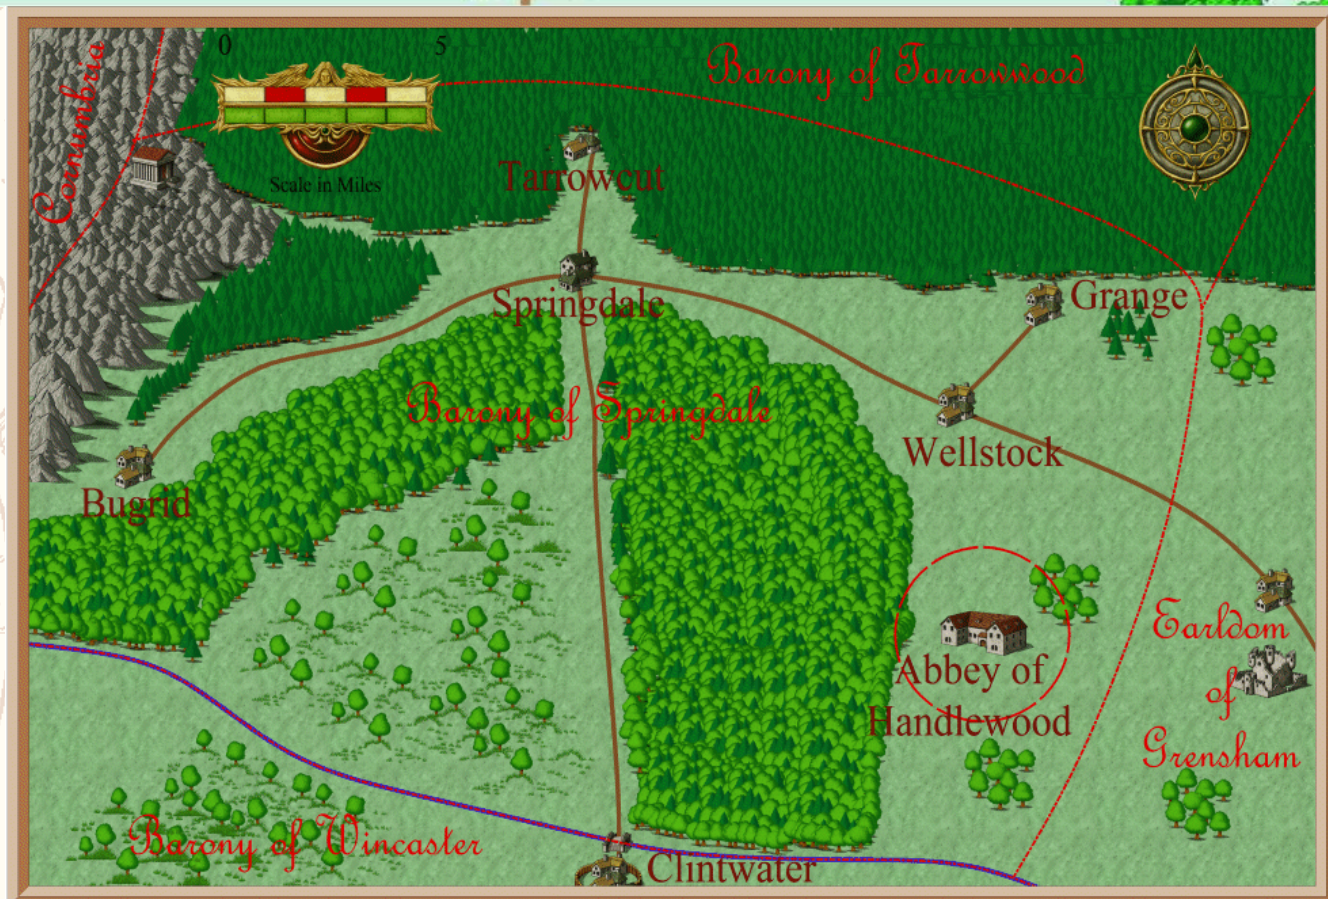 0 5
Barony of Tarrowwood
Cornumbria
Scale in Miles
Tarrowcut
Springdale
Grange
Barony of Springdale
Wellstock
Bugrid
Earldom
of
Grensham
Abbey of
Handlewood
Barony of Wincaster
Clintwater